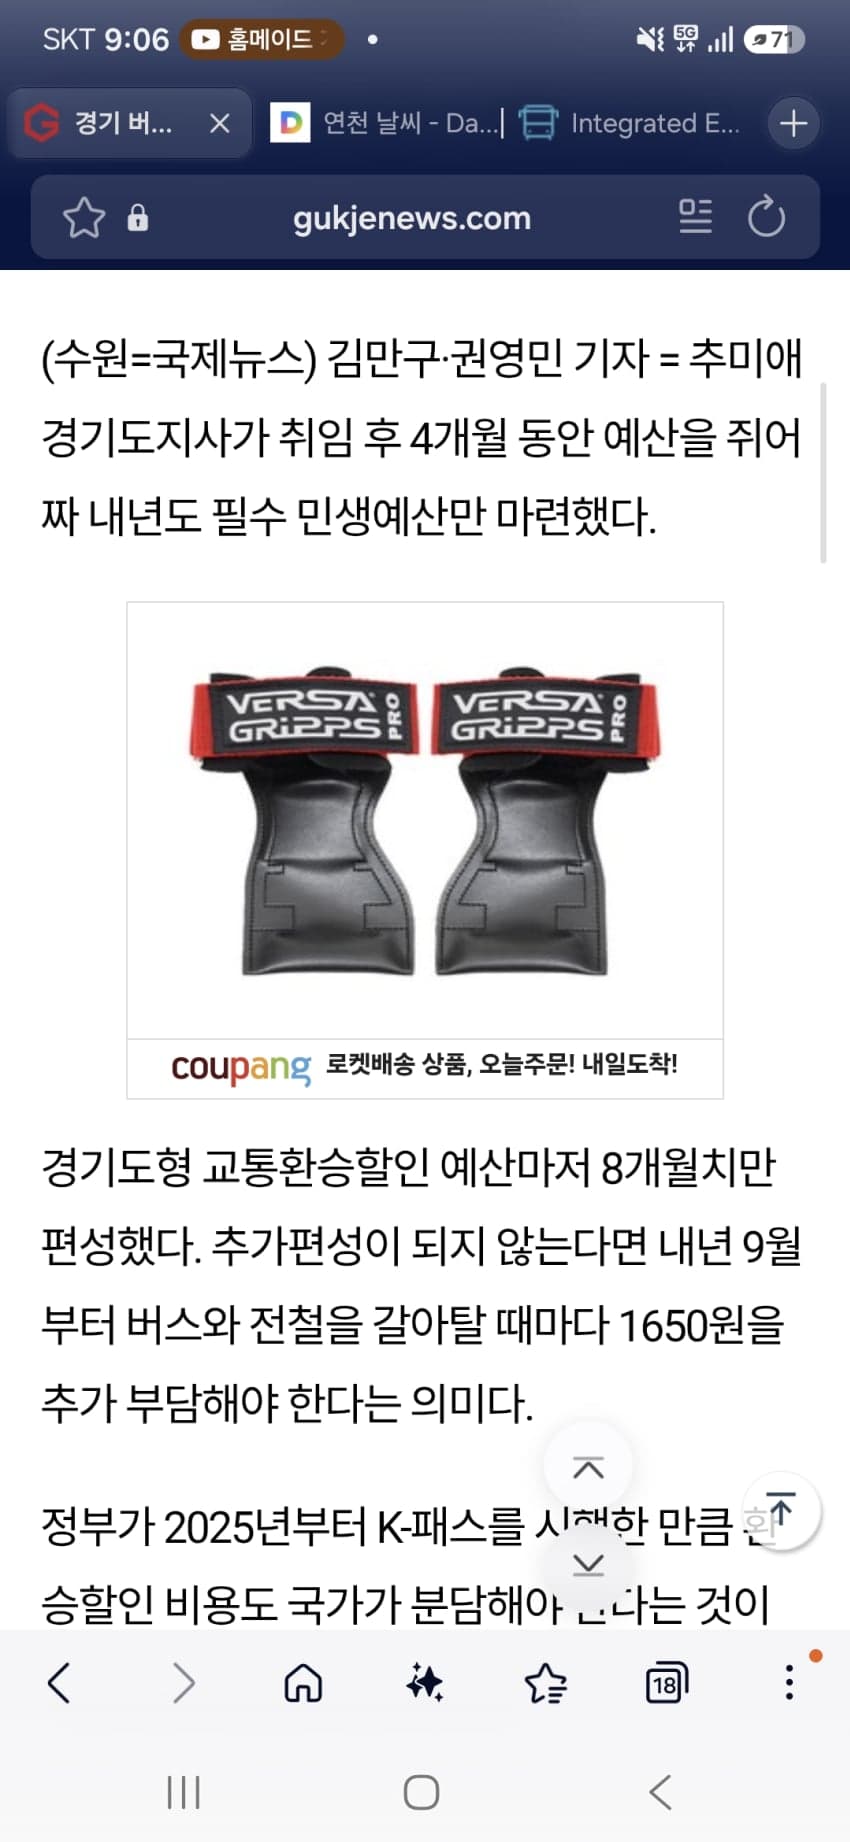 SKT 9:06 홈메이드 5G 71
경기 버... 연천 날씨 - Da... Integrated E...
gukjenews.com
(수원=국제뉴스) 김만구·권영민 기자 = 추미애
경기도지사가 취임 후 4개월 동안 예산을 쥐어
짜 내년도 필수 민생예산만 마련했다.
VERSA GRiPPS PRO VERSA GRiPPS PRO
coupang 로켓배송 상품, 오늘주문! 내일도착!
경기도형 교통환승할인 예산마저 8개월치만
편성했다. 추가편성이 되지 않는다면 내년 9월
부터 버스와 전철을 갈아탈 때마다 1650원을
추가 부담해야 한다는 의미다.
정부가 2025년부터 K-패스를 시행한 만큼 환
승할인 비용도 국가가 분담해야 한다는 것이
18